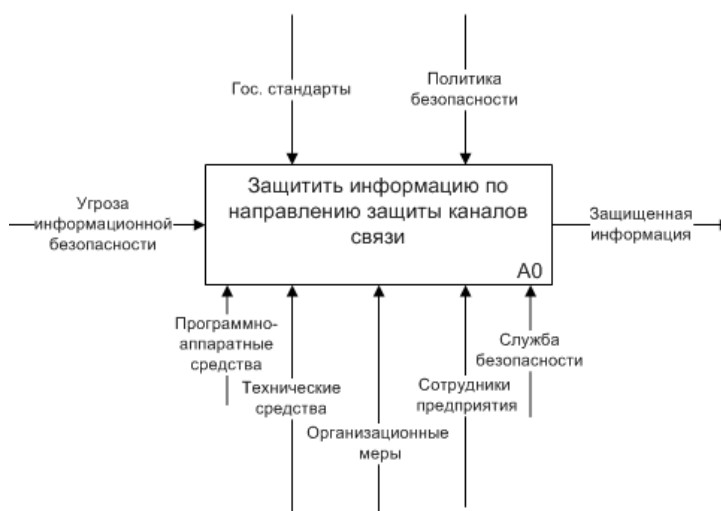 Гос. стандарты
Политика
безопасности
Защитить информацию по
направлению защиты каналов
связи
А0
Угроза
информационной
безопасности
Защищенная
информация
Программно-
аппаратные
средства
Технические
средства
Организационные
меры
Сотрудники
предприятия
Служба
безопасности